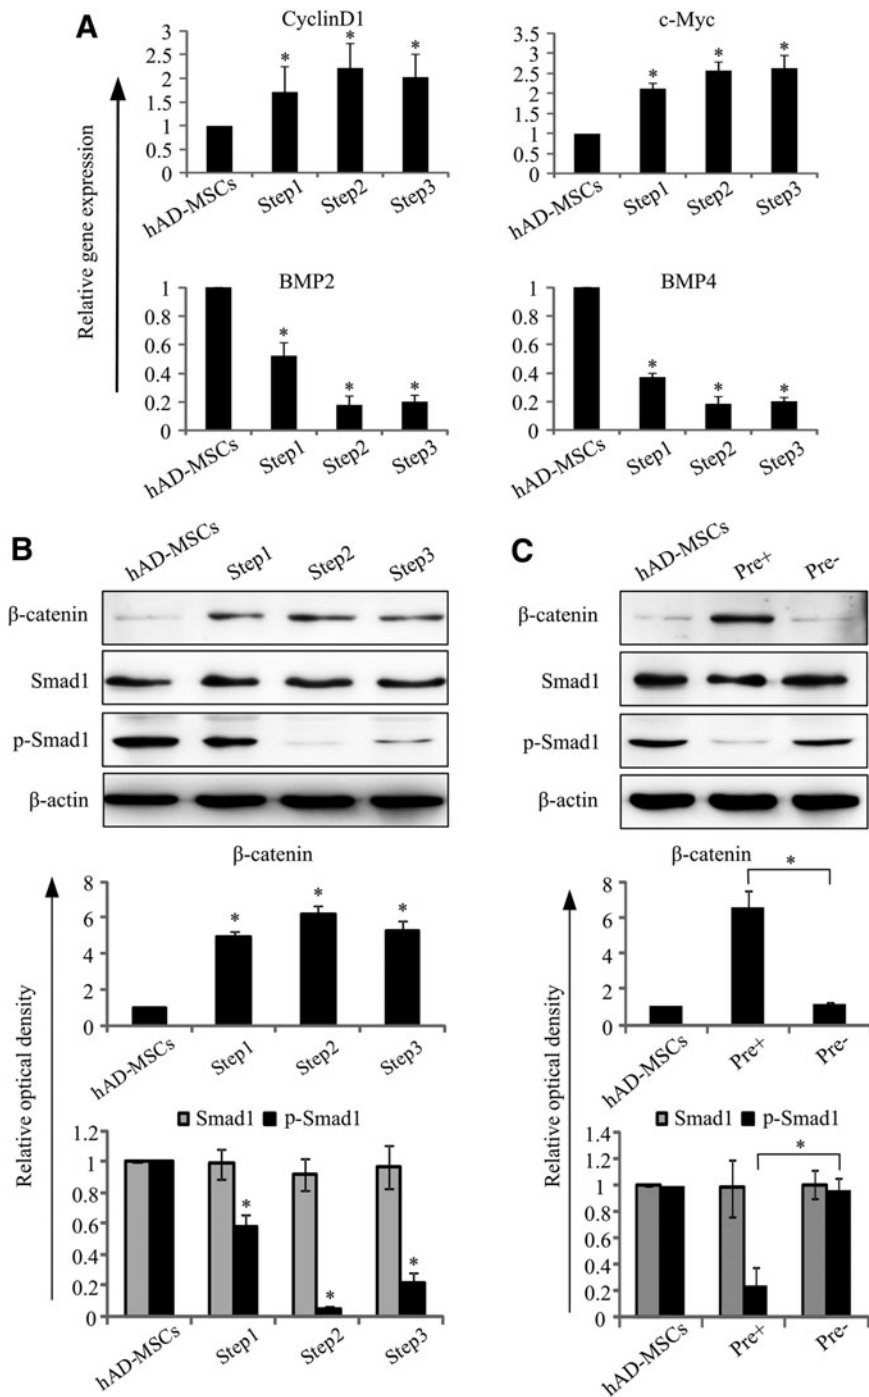 A
CyclinD1
c-Myc
Relative gene expression
3
2.5
2
1.5
1
0.5
0
hAD-MSCs
Step1
Step2
Step3
* * *
3.5
3
2.5
2
1.5
1
0.5
0
hAD-MSCs
Step1
Step2
Step3
* * *
BMP2
1
0.8
0.6
0.4
0.2
0
hAD-MSCs
Step1
Step2
Step3
* * *
BMP4
1
0.8
0.6
0.4
0.2
0
hAD-MSCs
Step1
Step2
Step3
* * *
B
hAD-MSCs
Step1
Step2
Step3
β-catenin
Smad1
p-Smad1
β-actin
β-catenin
Relative optical density
8
6
4
2
0
hAD-MSCs
Step1
Step2
Step3
* * *
Smad1 p-Smad1
1.2
1
0.8
0.6
0.4
0.2
0
hAD-MSCs
Step1
Step2
Step3
* * *
C
hAD-MSCs
Pre+
Pre-
β-catenin
Smad1
p-Smad1
β-actin
β-catenin
Relative optical density
8
6
4
2
0
hAD-MSCs
Pre+
Pre-
*
Smad1 p-Smad1
1.4
1.2
1
0.8
0.6
0.4
0.2
0
hAD-MSCs
Pre+
Pre-
*